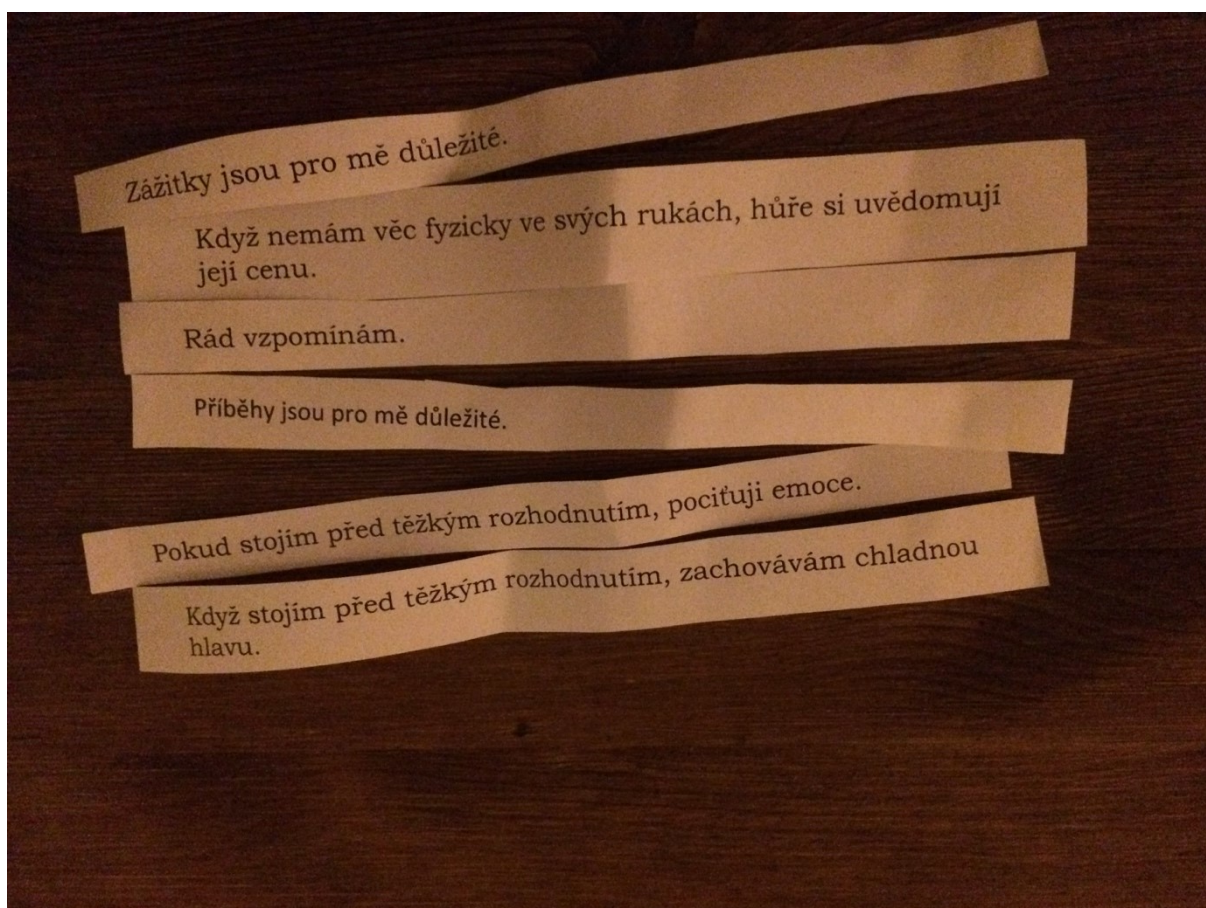 Zážitky jsou pro mě důležité.
Když nemám věc fyzicky ve svých rukách, hůře si uvědomují
její cenu.
Rád vzpomínám.
Příběhy jsou pro mě důležité.
Pokud stojím před těžkým rozhodnutím, pociťuji emoce.
Když stojím před těžkým rozhodnutím, zachovávám chladnou
hlavu.